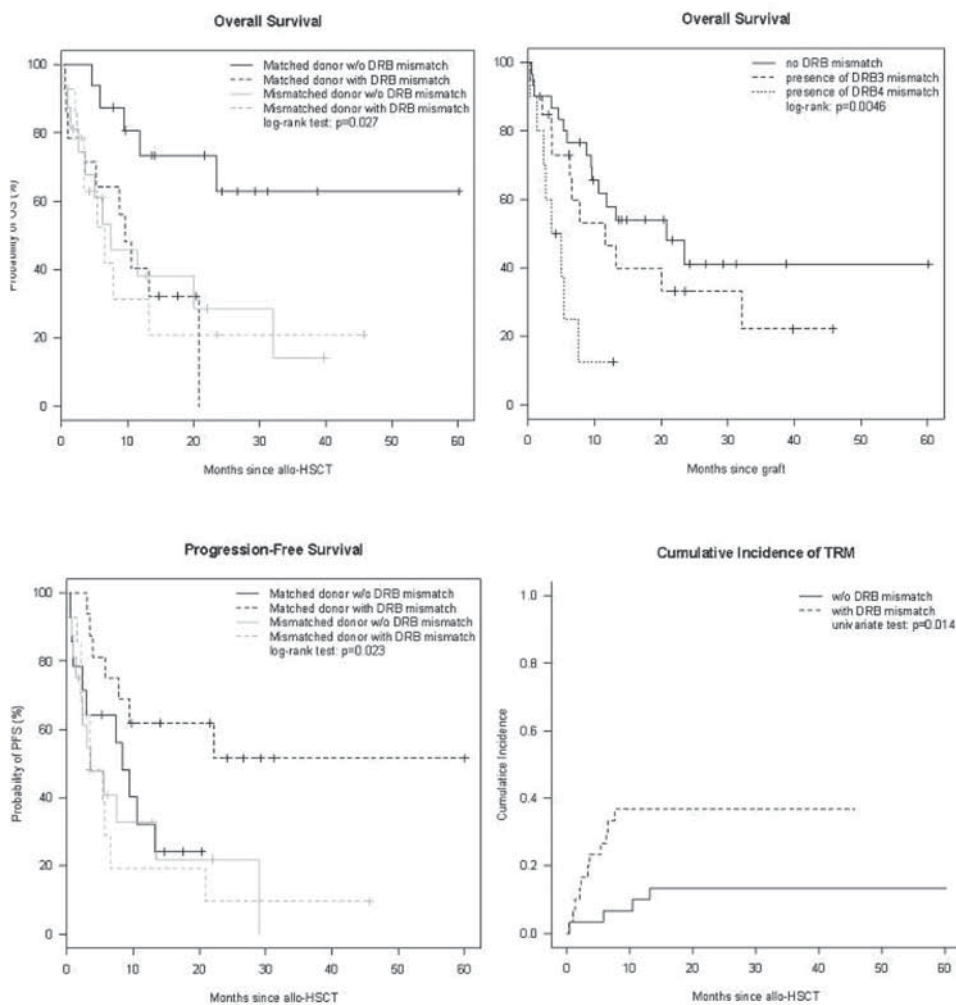 Overall Survival
Matched donor w/o DRB mismatch
Matched donor with DRB mismatch
Mismatched donor w/o DRB mismatch
Mismatched donor with DRB mismatch
log-rank test: p=0.027
100
80
60
40
20
0
Probability of OS (%)
0 10 20 30 40 50 60
Months since allo-HSCT
Overall Survival
no DRB mismatch
presence of DRB3 mismatch
presence of DRB4 mismatch
log-rank: p=0.0046
100
80
60
40
20
0
0 10 20 30 40 50 60
Months since graft
Progression-Free Survival
Matched donor w/o DRB mismatch
Matched donor with DRB mismatch
Mismatched donor w/o DRB mismatch
Mismatched donor with DRB mismatch
log-rank test: p=0.023
100
80
60
40
20
0
Probability of PFS (%)
0 10 20 30 40 50 60
Months since allo-HSCT
Cumulative Incidence of TRM
w/o DRB mismatch
with DRB mismatch
univariate test: p=0.014
1.0
0.8
0.6
0.4
0.2
0.0
Cumulatice Incidence
0 10 20 30 40 50 60
Months since allo-HSCT